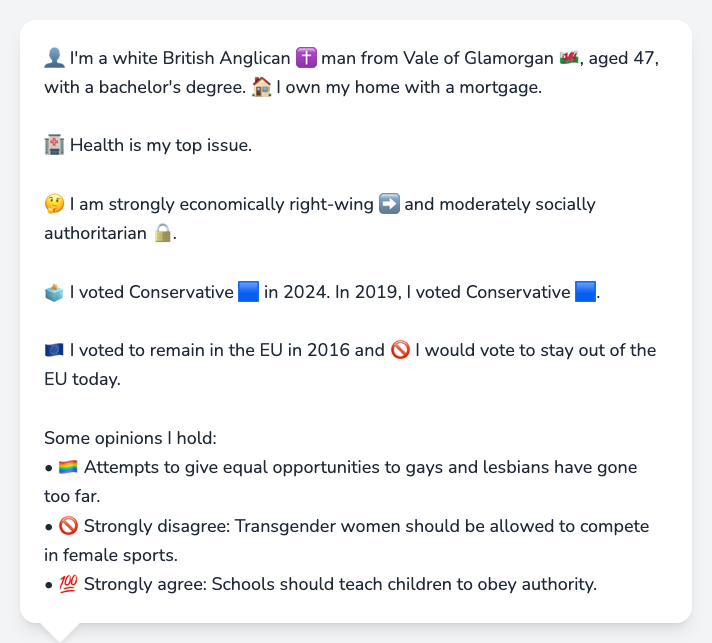 👤 I'm a white British Anglican ✝️ man from Vale of Glamorgan 🏴󠁧󠁢󠁷󠁬󠁳󠁿, aged 47,
with a bachelor's degree. 🏠 I own my home with a mortgage.
🏥 Health is my top issue.
🤔 I am strongly economically right-wing ➡️ and moderately socially
authoritarian 🔒.
🗳️ I voted Conservative 🟦 in 2024. In 2019, I voted Conservative 🟦.
🇪🇺 I voted to remain in the EU in 2016 and 🚫 I would vote to stay out of the
EU today.
Some opinions I hold:
• 🏳️‍🌈 Attempts to give equal opportunities to gays and lesbians have gone
too far.
• 🚫 Strongly disagree: Transgender women should be allowed to compete
in female sports.
• 💯 Strongly agree: Schools should teach children to obey authority.